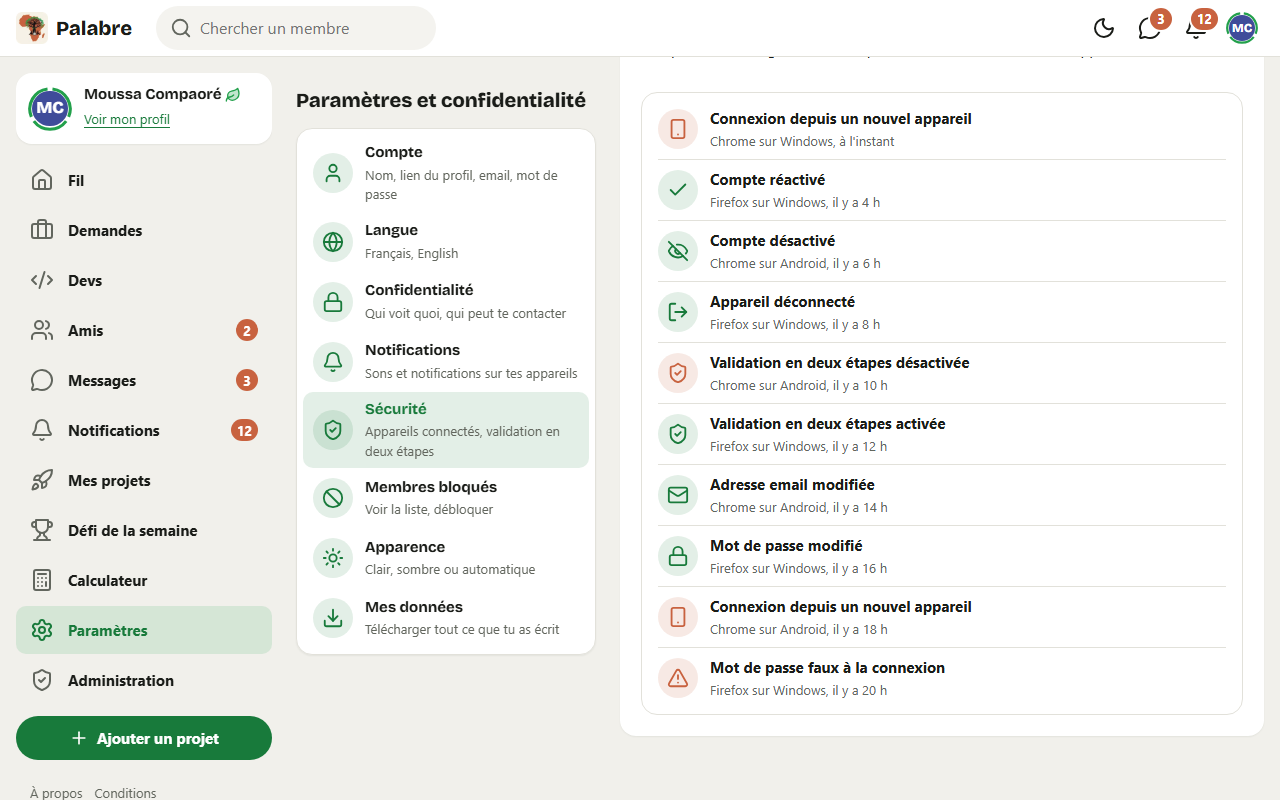 Palabre
Chercher un membre
3
12
MC
MC
Moussa Compaoré
Voir mon profil
Fil
Demandes
Devs
Amis
2
Messages
3
Notifications
12
Mes projets
Défi de la semaine
Calculateur
Paramètres
Administration
Ajouter un projet
À propos
Conditions
Paramètres et confidentialité
Compte
Nom, lien du profil, email, mot de
passe
Langue
Français, English
Confidentialité
Qui voit quoi, qui peut te contacter
Notifications
Sons et notifications sur tes appareils
Sécurité
Appareils connectés, validation en
deux étapes
Membres bloqués
Voir la liste, débloquer
Apparence
Clair, sombre ou automatique
Mes données
Télécharger tout ce que tu as écrit
Connexion depuis un nouvel appareil
Chrome sur Windows, à l'instant
Compte réactivé
Firefox sur Windows, il y a 4 h
Compte désactivé
Chrome sur Android, il y a 6 h
Appareil déconnecté
Firefox sur Windows, il y a 8 h
Validation en deux étapes désactivée
Chrome sur Android, il y a 10 h
Validation en deux étapes activée
Firefox sur Windows, il y a 12 h
Adresse email modifiée
Chrome sur Android, il y a 14 h
Mot de passe modifié
Firefox sur Windows, il y a 16 h
Connexion depuis un nouvel appareil
Chrome sur Android, il y a 18 h
Mot de passe faux à la connexion
Firefox sur Windows, il y a 20 h